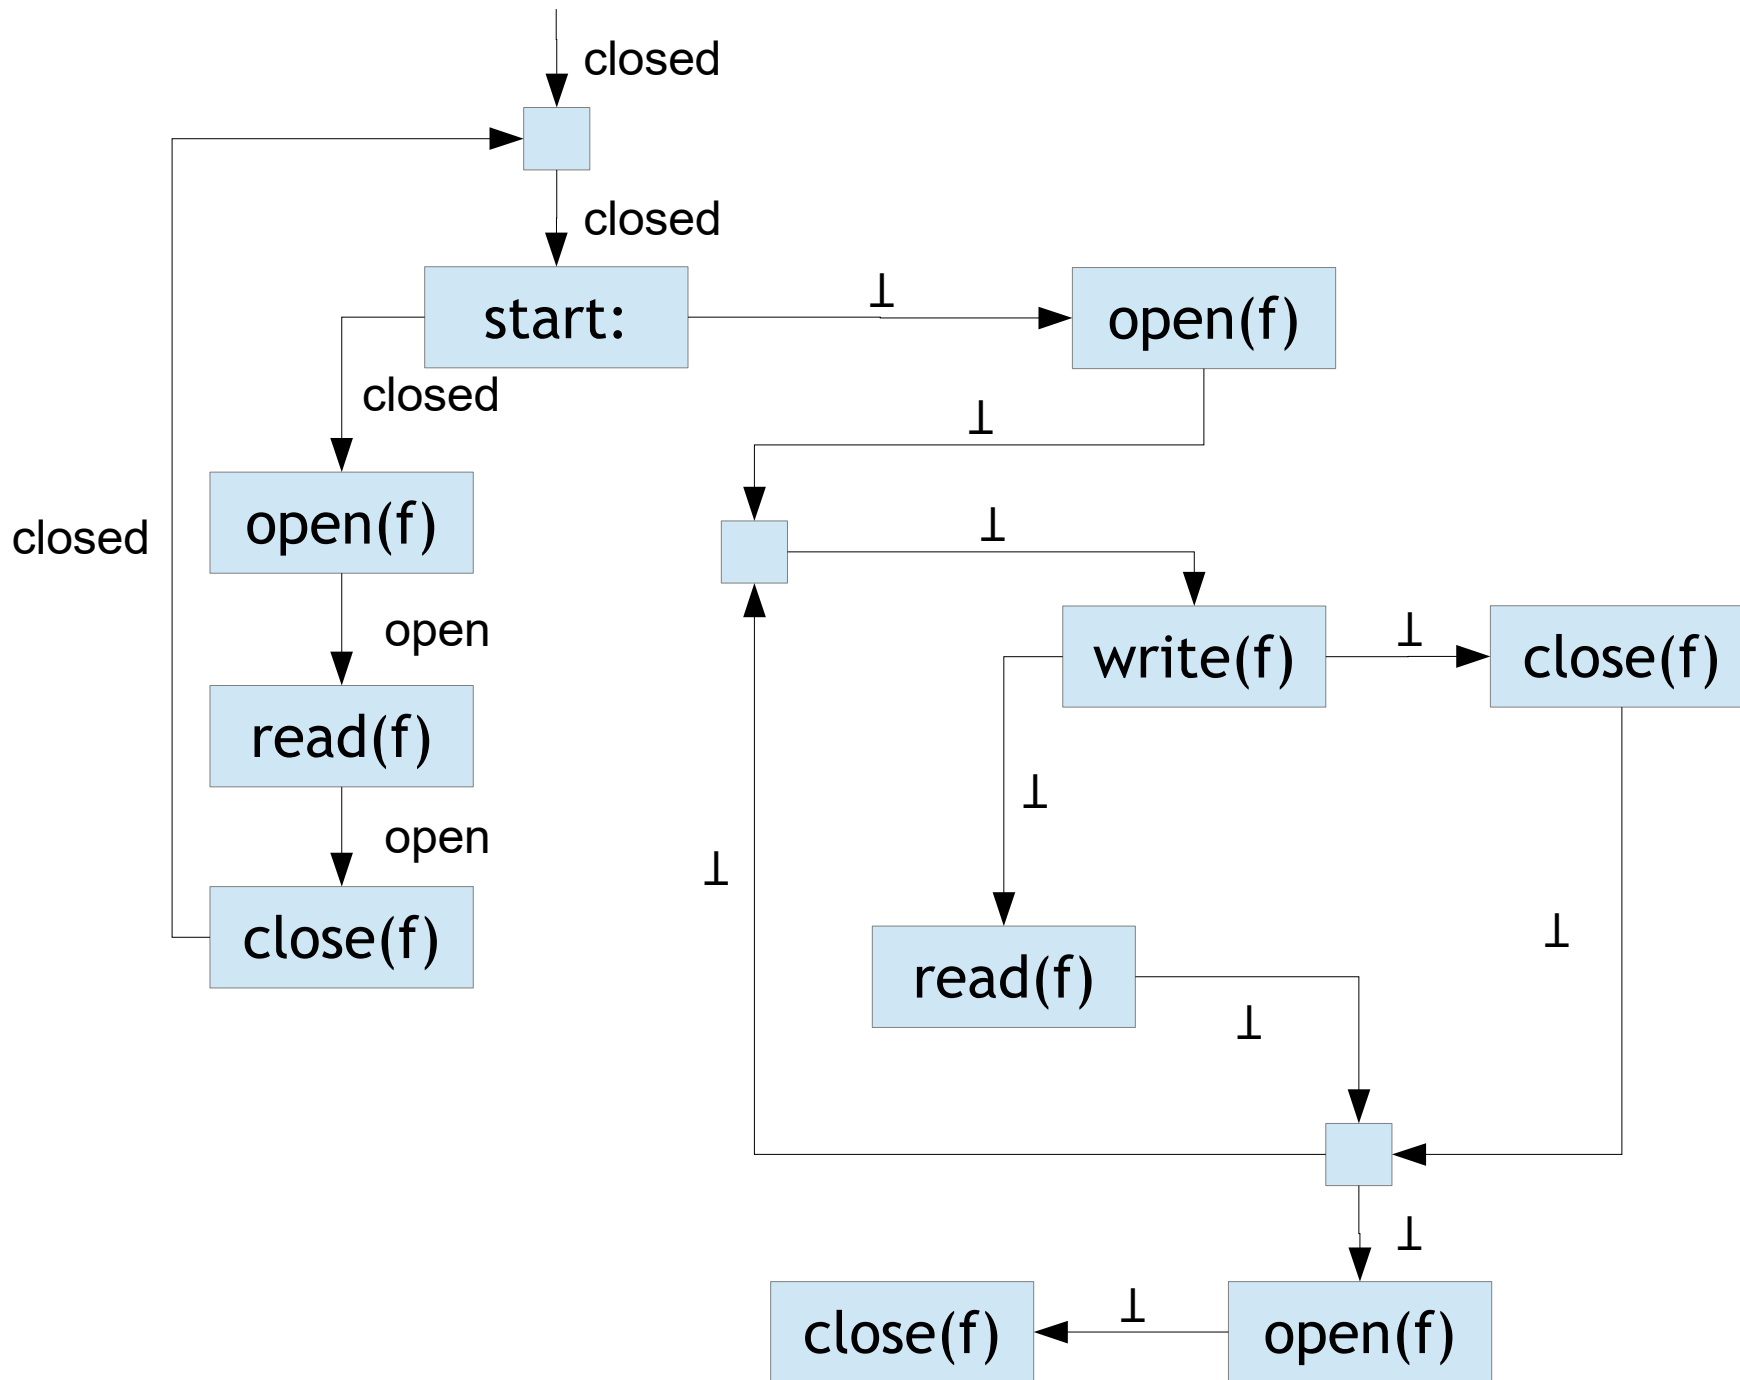 closed
closed
start:
⊥
open(f)
closed
⊥
open(f)
closed
⊥
open
write(f)
⊥
close(f)
read(f)
⊥
open
⊥
close(f)
⊥
read(f)
⊥
⊥
close(f)
⊥
open(f)